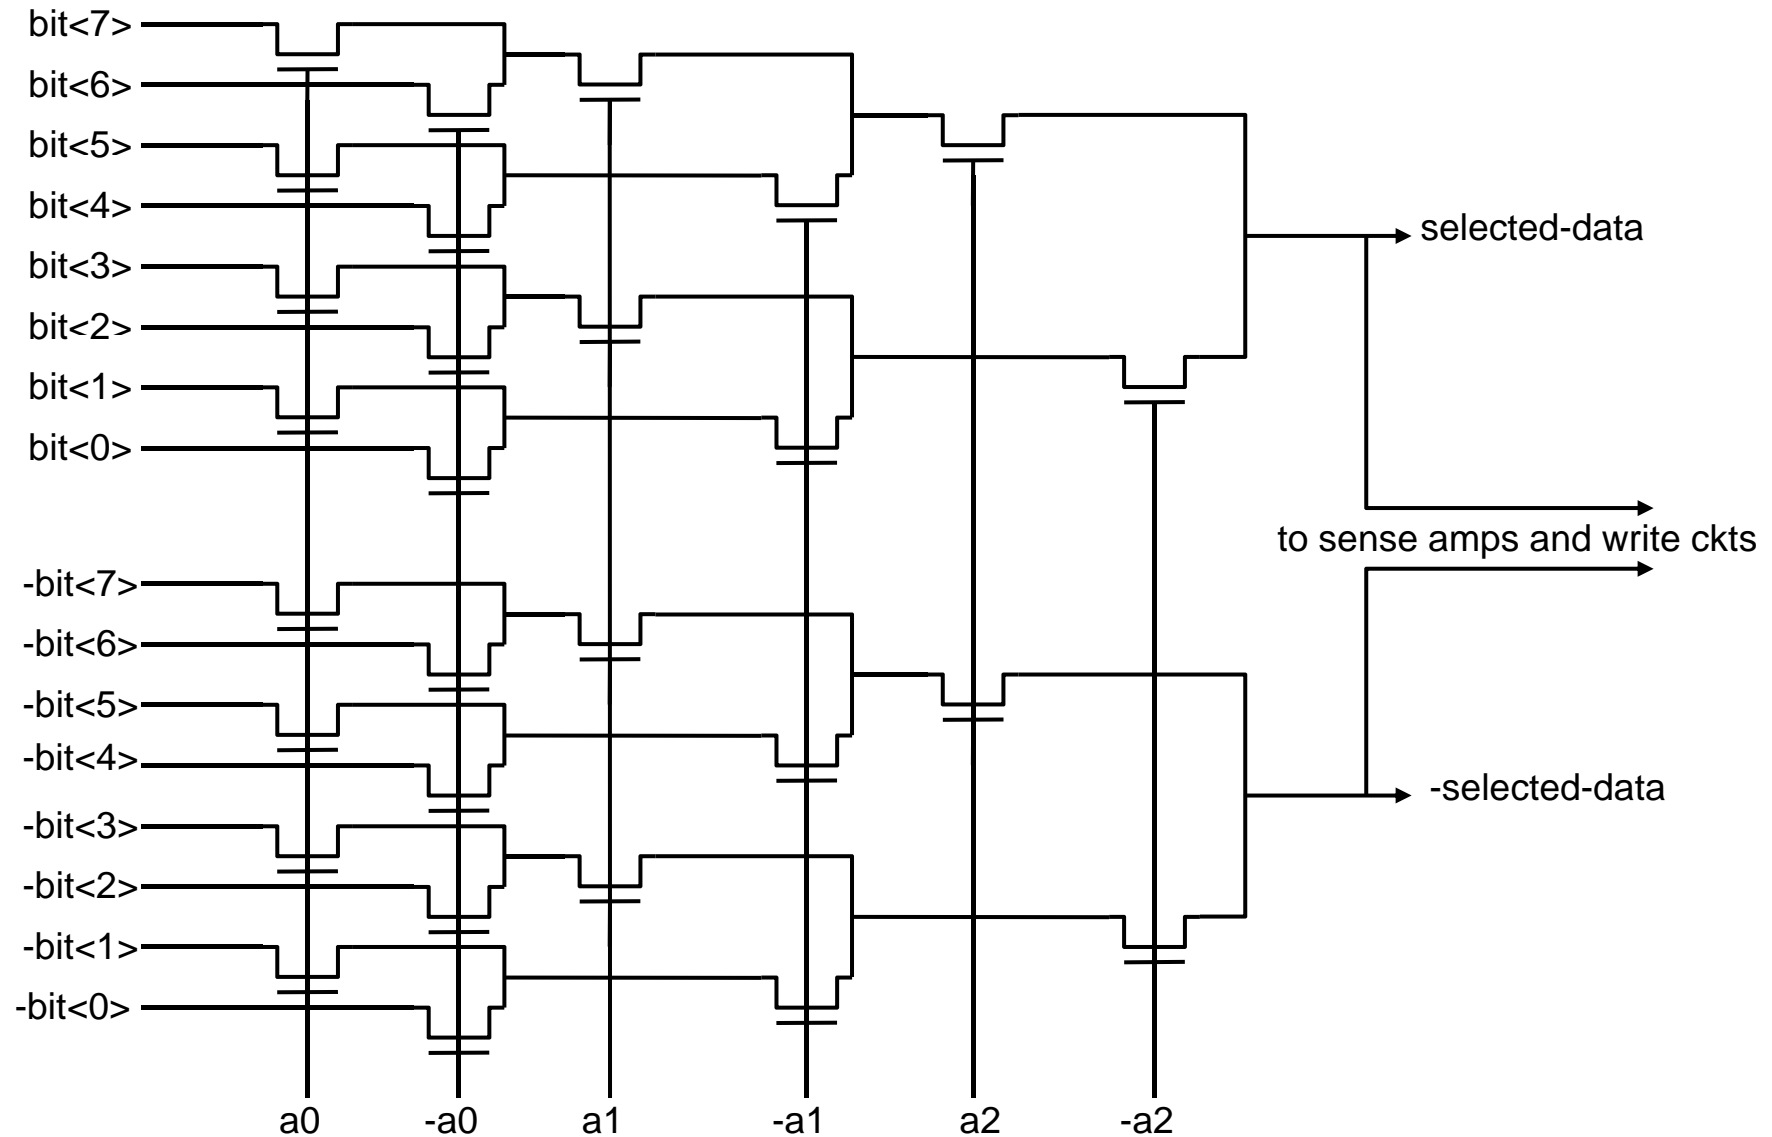 bit<7>
bit<6>
bit<5>
bit<4>
bit<3>
bit<2>
bit<1>
bit<0>
selected-data
to sense amps and write ckts
-bit<7>
-bit<6>
-bit<5>
-bit<4>
-bit<3>
-bit<2>
-bit<1>
-bit<0>
-selected-data
a0 -a0 a1 -a1 a2 -a2